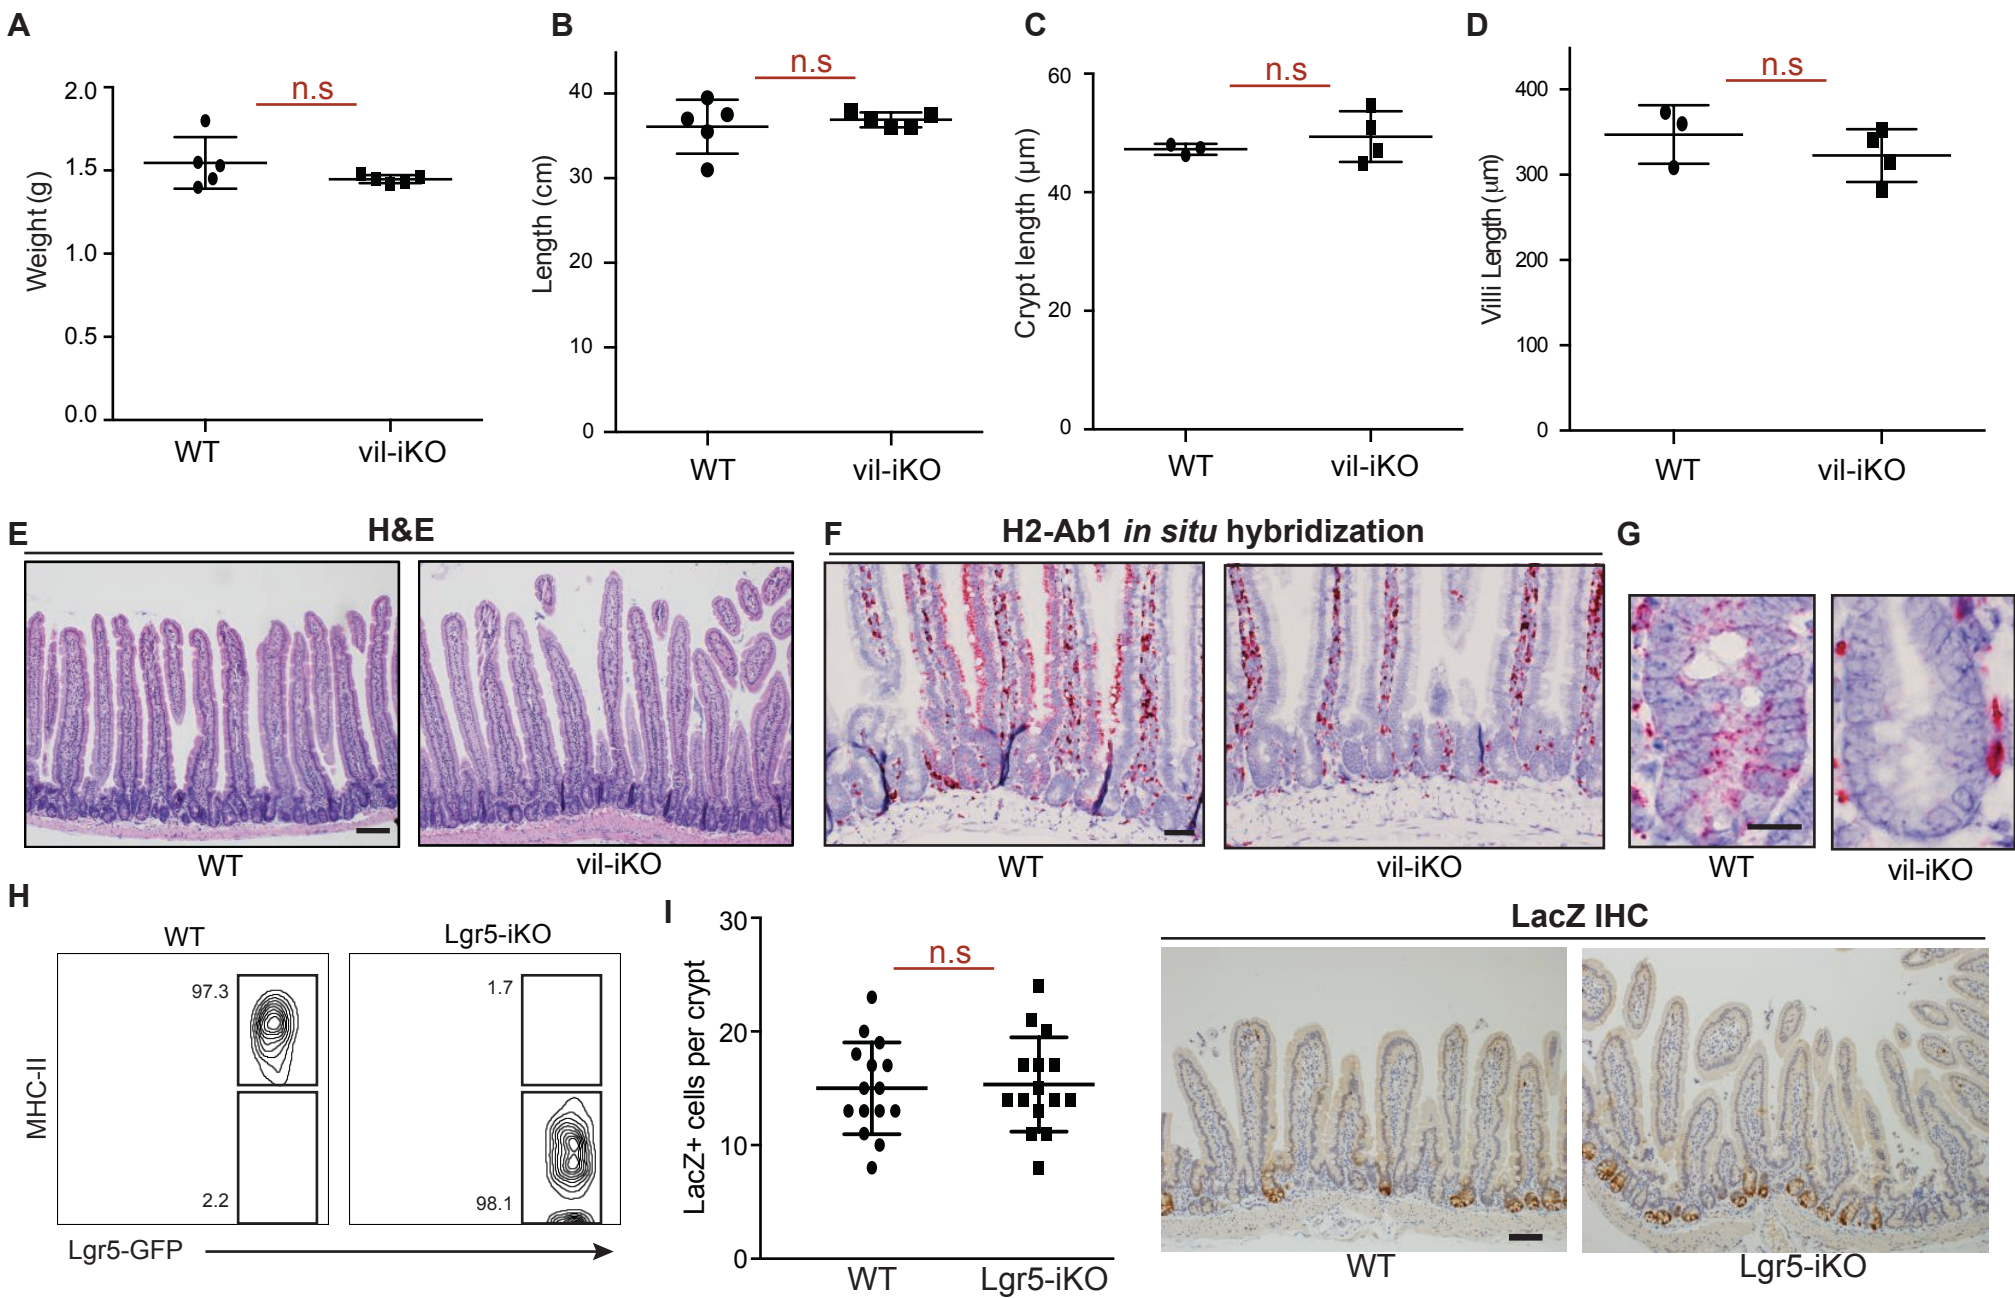 A
B
C
D
n.s
n.s
n.s
n.s
2.0
1.5
1.0
0.5
0.0
Weight (g)
WT
vil-iKO
40
30
20
10
0
Length (cm)
WT
vil-iKO
60
40
20
0
Crypt length (μm)
WT
vil-iKO
400
300
200
100
0
Villi Length (μm)
WT
vil-iKO
E
H&E
WT
vil-iKO
F
H2-Ab1 in situ hybridization
WT
vil-iKO
G
WT
vil-iKO
H
WT
Lgr5-iKO
97.3
2.2
1.7
98.1
MHC-II
Lgr5-GFP
I
30
20
10
0
LacZ+ cells per crypt
n.s
WT
Lgr5-iKO
LacZ IHC
WT
Lgr5-iKO